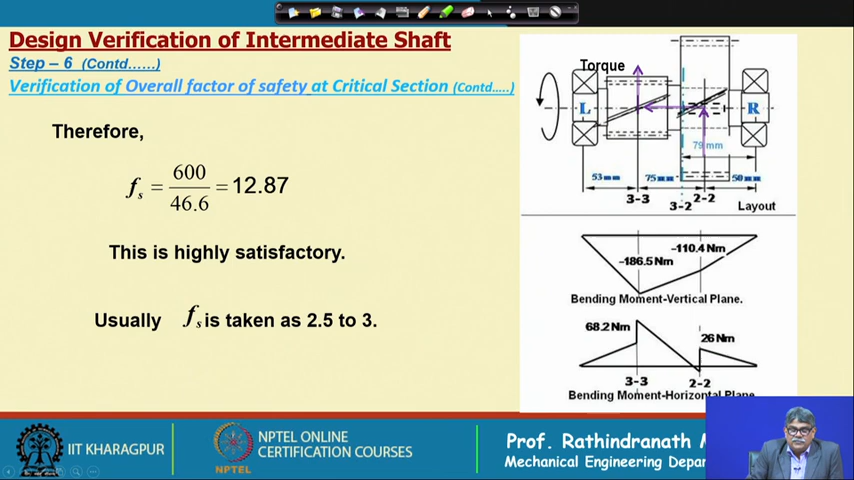 Design Verification of Intermediate Shaft
Step – 6 (Contd……)
Verification of Overall factor of safety at Critical Section (Contd…..)
Therefore,
fs = 600 / 46.6 = 12.87
This is highly satisfactory.
Usually fs is taken as 2.5 to 3.
Torque
L
R
79 mm
53 mm
75 mm
50 mm
3-3
3-2
2-2
Layout
-110.4 Nm
-186.5 Nm
Bending Moment-Vertical Plane.
68.2 Nm
26 Nm
3-3
2-2
Bending Moment-Horizontal Plane
IIT KHARAGPUR
NPTEL
NPTEL ONLINE
CERTIFICATION COURSES
Prof. Rathindranath
Mechanical Engineering